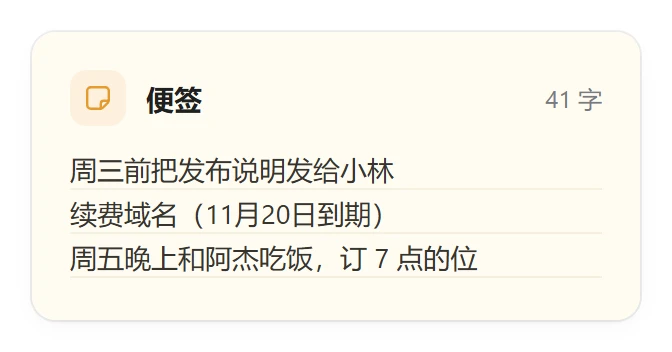 便签
41 字
周三前把发布说明发给小林
续费域名（11月20日到期）
周五晚上和阿杰吃饭，订 7 点的位